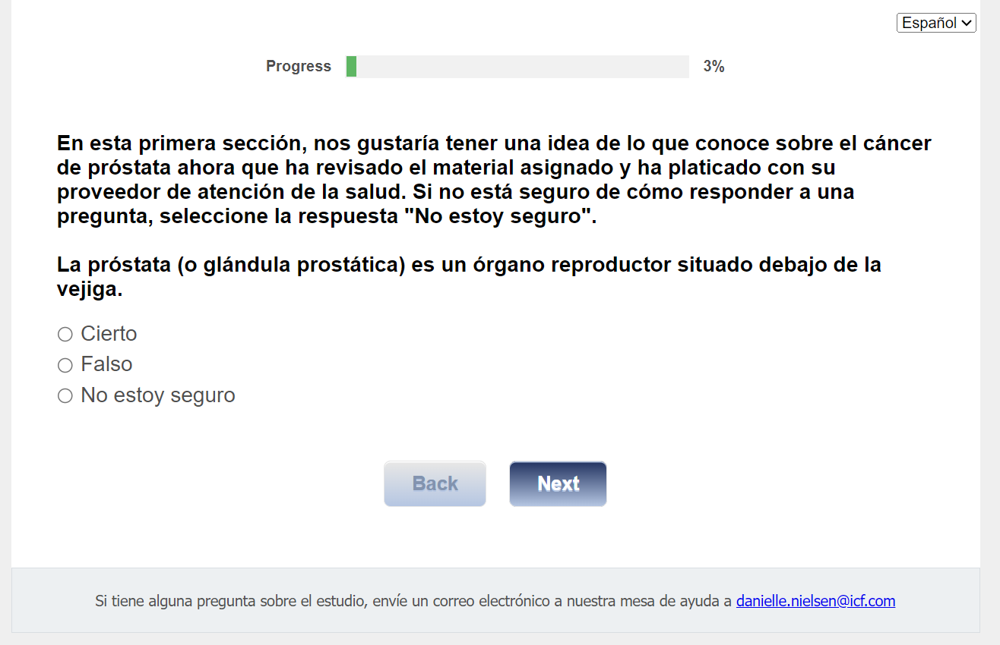 Español
Progress 3%
En esta primera sección, nos gustaría tener una idea de lo que conoce sobre el cáncer
de próstata ahora que ha revisado el material asignado y ha platicado con su
proveedor de atención de la salud. Si no está seguro de cómo responder a una
pregunta, seleccione la respuesta "No estoy seguro".
La próstata (o glándula prostática) es un órgano reproductor situado debajo de la
vejiga.
Cierto
Falso
No estoy seguro
Back Next
Si tiene alguna pregunta sobre el estudio, envíe un correo electrónico a nuestra mesa de ayuda a danielle.nielsen@icf.com